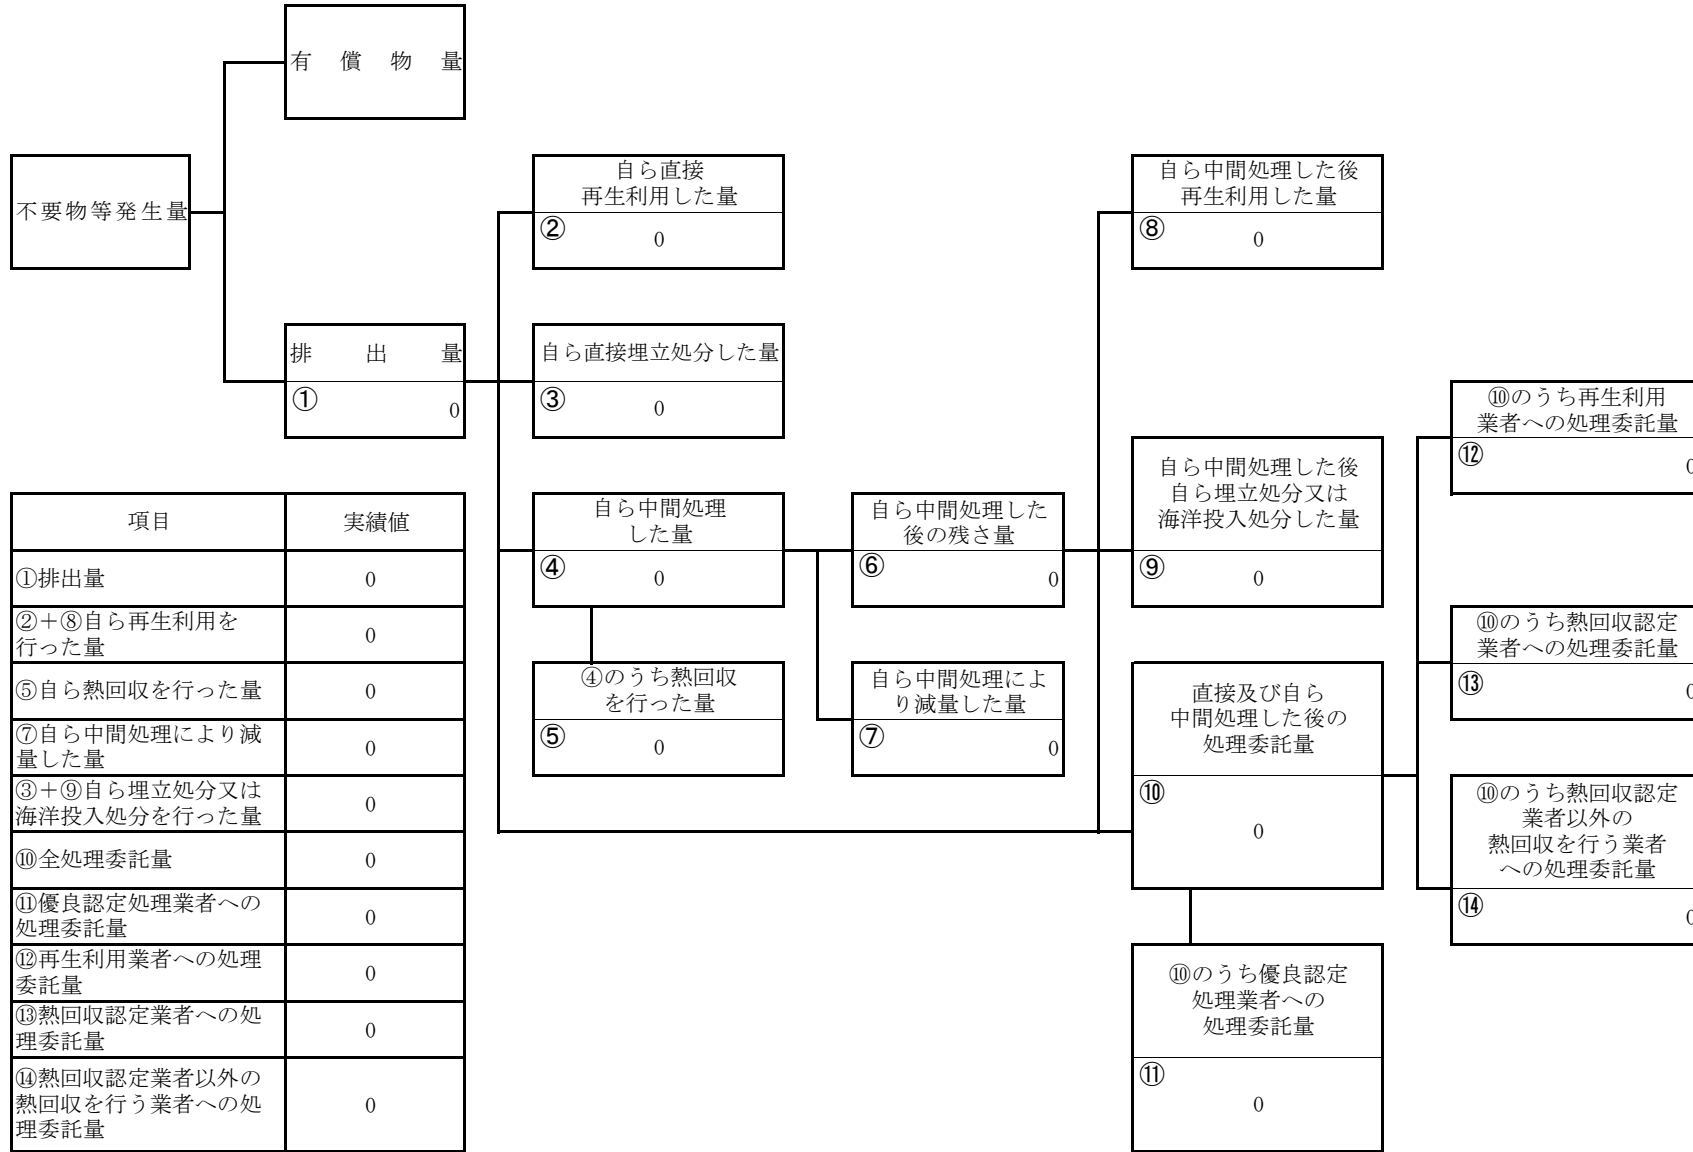 有償物量
不要物等発生量
排出量
①
0
自ら直接
再生利用した量
②
0
自ら直接埋立処分した量
③
0
自ら中間処理
した量
④
0
④のうち熱回収
を行った量
⑤
0
自ら中間処理した
後の残さ量
⑥
0
自ら中間処理によ
り減量した量
⑦
0
自ら中間処理した後
再生利用した量
⑧
0
自ら中間処理した後
自ら埋立処分又は
海洋投入処分した量
⑨
0
直接及び自ら
中間処理した後の
処理委託量
⑩
0
⑩のうち優良認定
処理業者への
処理委託量
⑪
0
⑩のうち再生利用
業者への処理委託量
⑫
0
⑩のうち熱回収認定
業者への処理委託量
⑬
0
⑩のうち熱回収認定
業者以外の
熱回収を行う業者
への処理委託量
⑭
0
項目
実績値
①排出量
0
②＋⑧自ら再生利用を
行った量
0
⑤自ら熱回収を行った量
0
⑦自ら中間処理により減
量した量
0
③＋⑨自ら埋立処分又は
海洋投入処分を行った量
0
⑩全処理委託量
0
⑪優良認定処理業者への
処理委託量
0
⑫再生利用業者への処理
委託量
0
⑬熱回収認定業者への処
理委託量
0
⑭熱回収認定業者以外の
熱回収を行う業者への処
理委託量
0